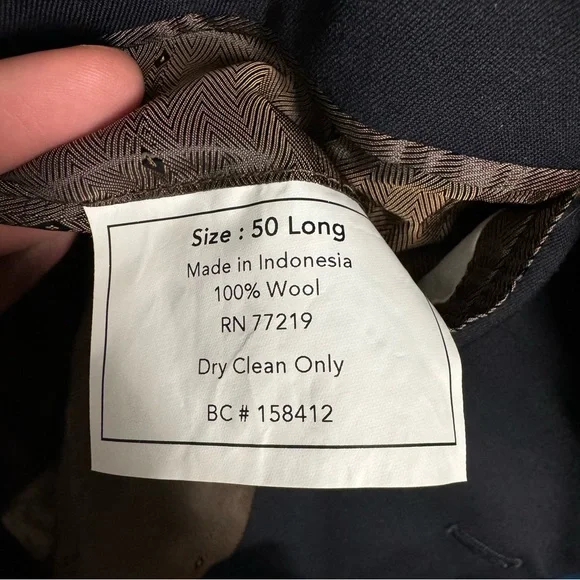 Size : 50 Long
Made in Indonesia
100% Wool
RN 77219
Dry Clean Only
BC # 158412